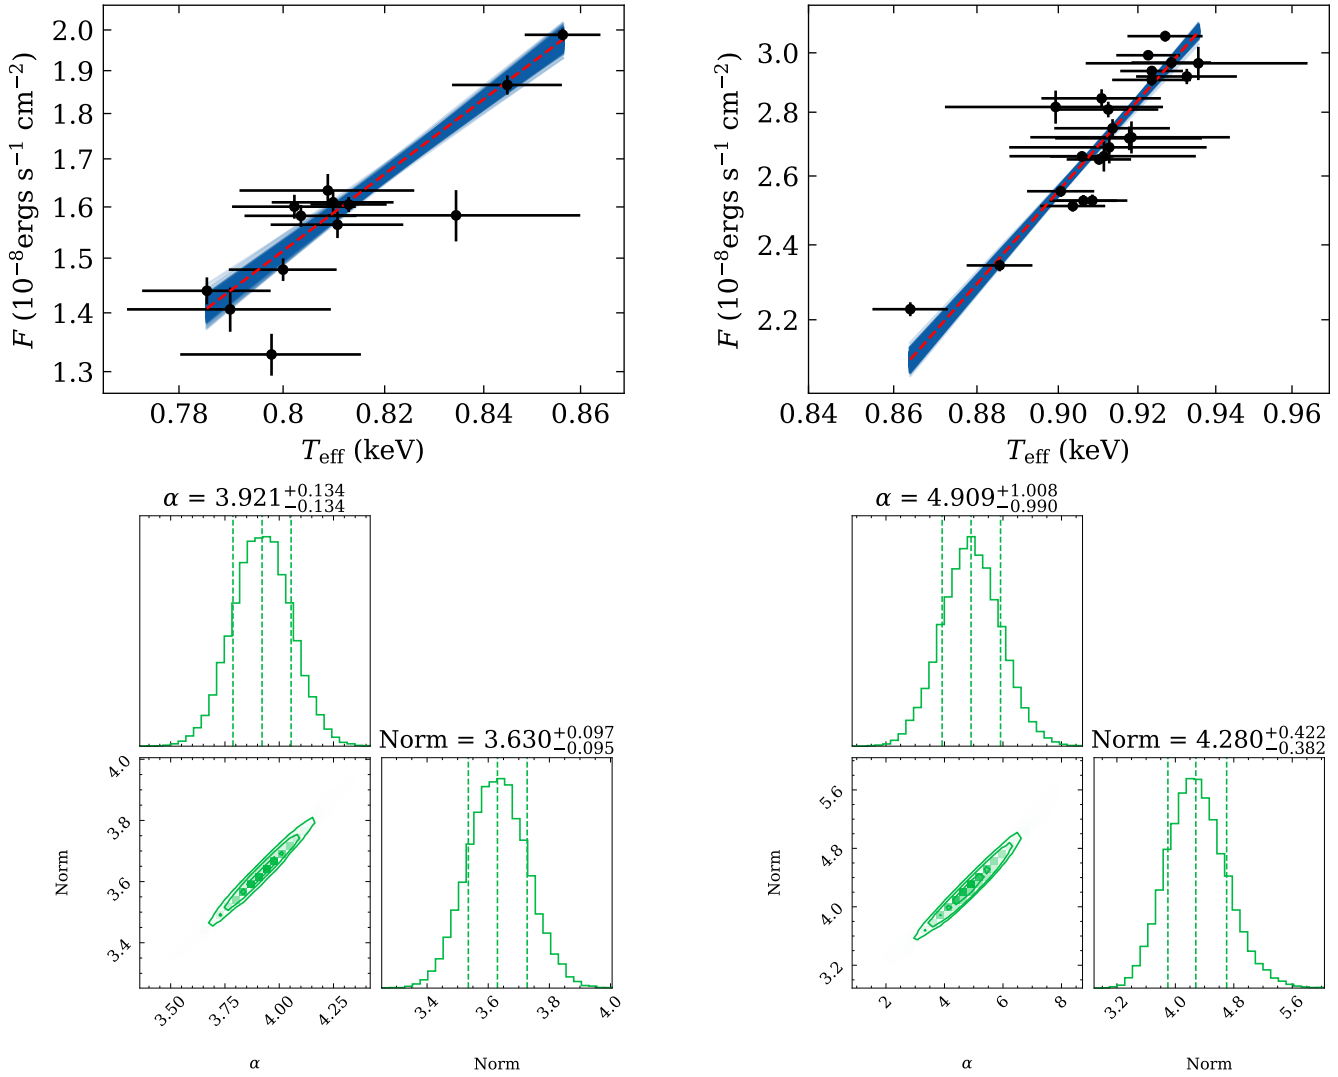 2.0
1.9
1.8
1.7
1.6
1.5
1.4
1.3
F (10⁻⁸ergs s⁻¹ cm⁻²)
0.78 0.8 0.82 0.84 0.86
T_eff (keV)
3.0
2.8
2.6
2.4
2.2
F (10⁻⁸ergs s⁻¹ cm⁻²)
0.84 0.86 0.88 0.90 0.92 0.94 0.96
T_eff (keV)
α = 3.921+0.134−0.134
Norm = 3.630+0.097−0.095
4.0
3.8
3.6
3.4
Norm
3.50 3.75 4.00 4.25
α
3.4 3.6 3.8 4.0
Norm
α = 4.909+1.008−0.990
Norm = 4.280+0.422−0.382
5.6
4.8
4.0
3.2
Norm
2 4 6 8
α
3.2 4.0 4.8 5.6
Norm